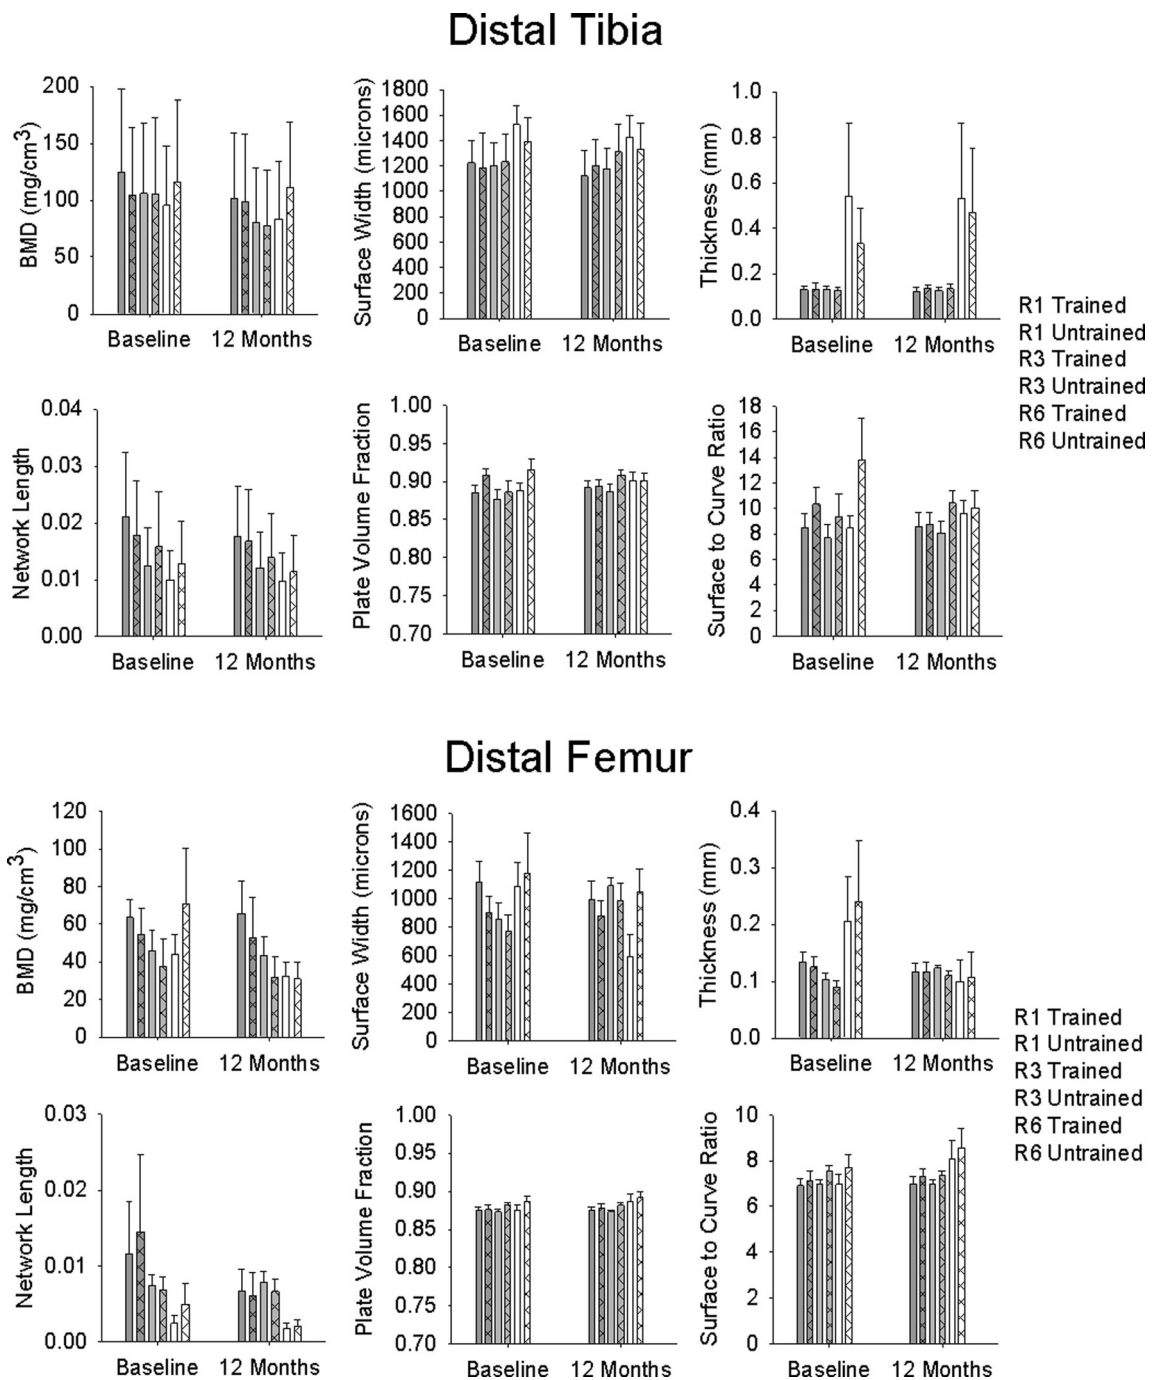 Distal Tibia
BMD (mg/cm3)
200
150
100
50
0
Baseline 12 Months
Surface Width (microns)
1800
1600
1400
1200
1000
800
600
400
200
0
Baseline 12 Months
Thickness (mm)
1.0
0.8
0.6
0.4
0.2
0.0
Baseline 12 Months
R1 Trained
R1 Untrained
R3 Trained
R3 Untrained
R6 Trained
R6 Untrained
Network Length
0.04
0.03
0.02
0.01
0.00
Baseline 12 Months
Plate Volume Fraction
1.00
0.95
0.90
0.85
0.80
0.75
0.70
Baseline 12 Months
Surface to Curve Ratio
18
16
14
12
10
8
6
4
2
0
Baseline 12 Months
Distal Femur
BMD (mg/cm3)
120
100
80
60
40
20
0
Baseline 12 Months
Surface Width (microns)
1600
1400
1200
1000
800
600
400
200
0
Baseline 12 Months
Thickness (mm)
0.4
0.3
0.2
0.1
0.0
Baseline 12 Months
R1 Trained
R1 Untrained
R3 Trained
R3 Untrained
R6 Trained
R6 Untrained
Network Length
0.03
0.02
0.01
0.00
Baseline 12 Months
Plate Volume Fraction
1.00
0.95
0.90
0.85
0.80
0.75
0.70
Baseline 12 Months
Surface to Curve Ratio
10
8
6
4
2
0
Baseline 12 Months